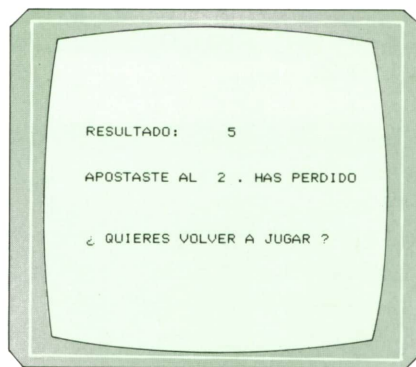 RESULTADO: 5
APOSTASTE AL 2 . HAS PERDIDO
¿ QUIERES VOLVER A JUGAR ?